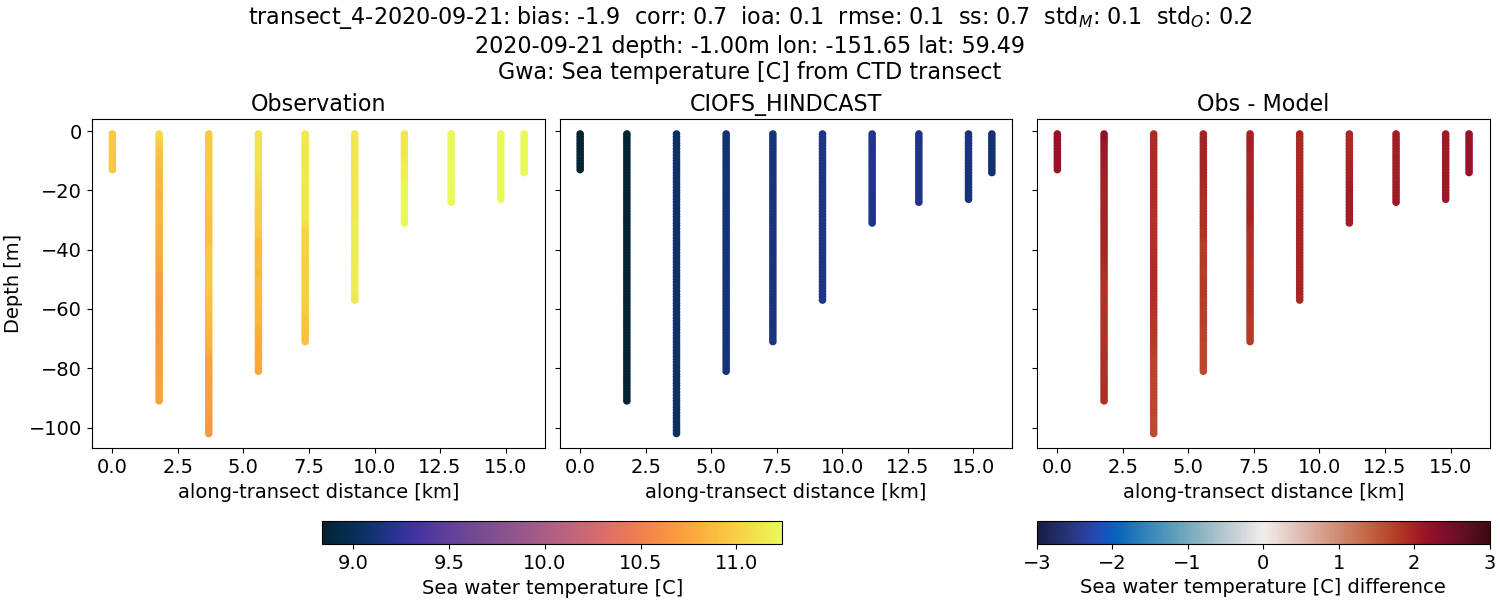 transect_4-2020-09-21: bias: -1.9  corr: 0.7  ioa: 0.1  rmse: 0.1  ss: 0.7  std_M: 0.1  std_O: 0.2
2020-09-21 depth: -1.00m lon: -151.65 lat: 59.49
Gwa: Sea temperature [C] from CTD transect
Observation
CIOFS_HINDCAST
Obs - Model
Depth [m]
0
−20
−40
−60
−80
−100
0.0 2.5 5.0 7.5 10.0 12.5 15.0
0.0 2.5 5.0 7.5 10.0 12.5 15.0
0.0 2.5 5.0 7.5 10.0 12.5 15.0
along-transect distance [km]
along-transect distance [km]
along-transect distance [km]
9.0 9.5 10.0 10.5 11.0
Sea water temperature [C]
−3 −2 −1 0 1 2 3
Sea water temperature [C] difference